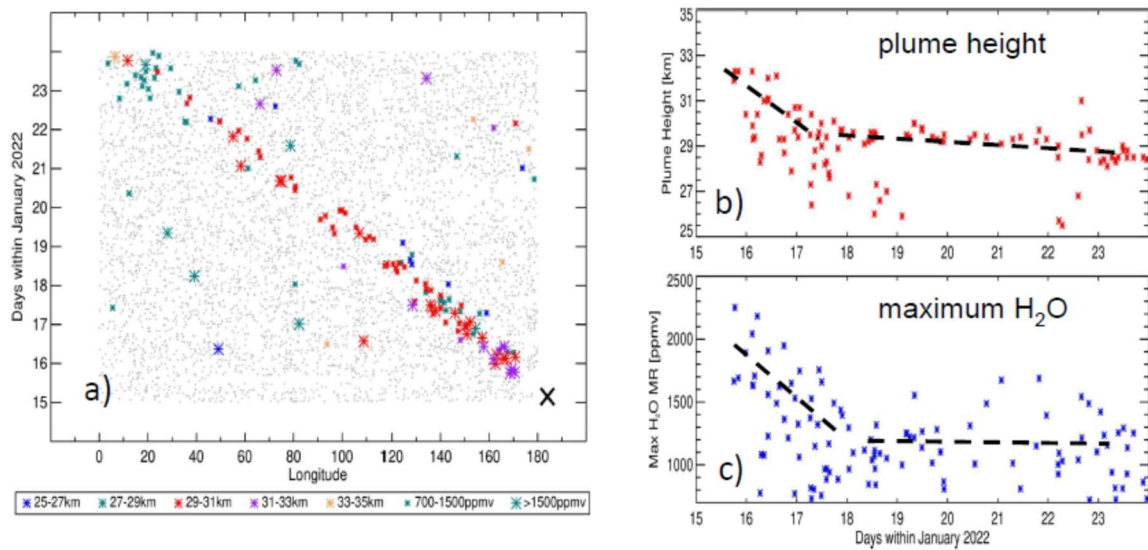 23
22
21
20
19
18
17
16
15
Days within January 2022
a)
0 20 40 60 80 100 120 140 160 180
Longitude
25-27km 27-29km 29-31km 31-33km 33-35km 700-1500ppmv >1500ppmv
35
33
31
29
27
25
Plume Height [km]
plume height
b)
15 16 17 18 19 20 21 22 23
2500
2000
1500
1000
Max H₂O MR [ppmv]
maximum H₂O
c)
15 16 17 18 19 20 21 22 23
Days within January 2022